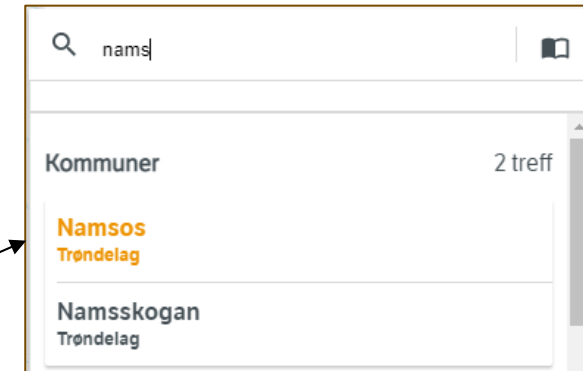 nams
Kommuner 2 treff
Namsos
Trøndelag
Namsskogan
Trøndelag